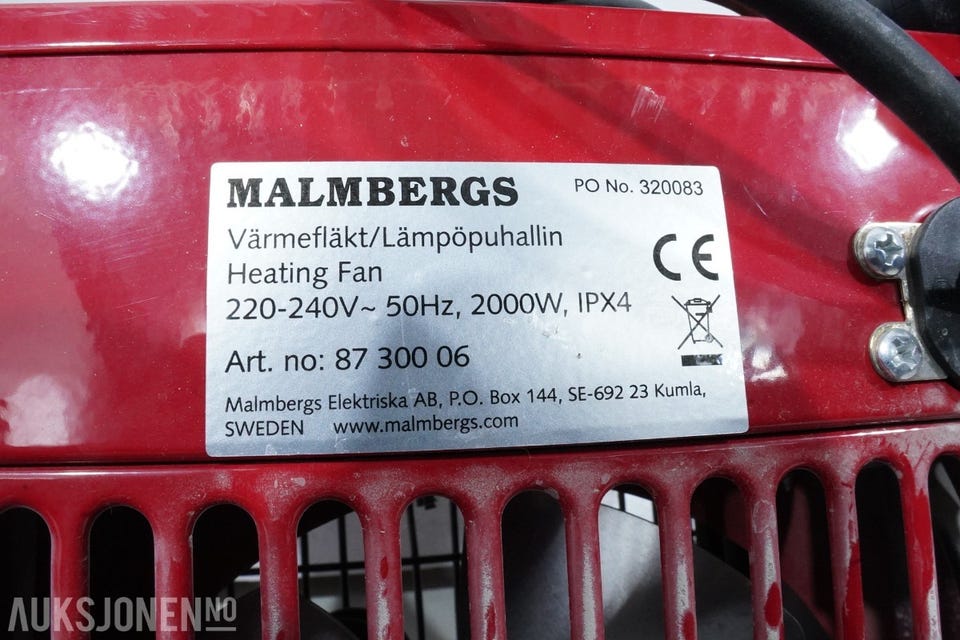 MALMBERGS PO No. 320083
Värmefläkt/Lämpöpuhallin
Heating Fan
220-240V~ 50Hz, 2000W, IPX4
CE
Art. no: 87 300 06
Malmbergs Elektriska AB, P.O. Box 144, SE-692 23 Kumla,
SWEDEN www.malmbergs.com
AUKSJONEN.NO